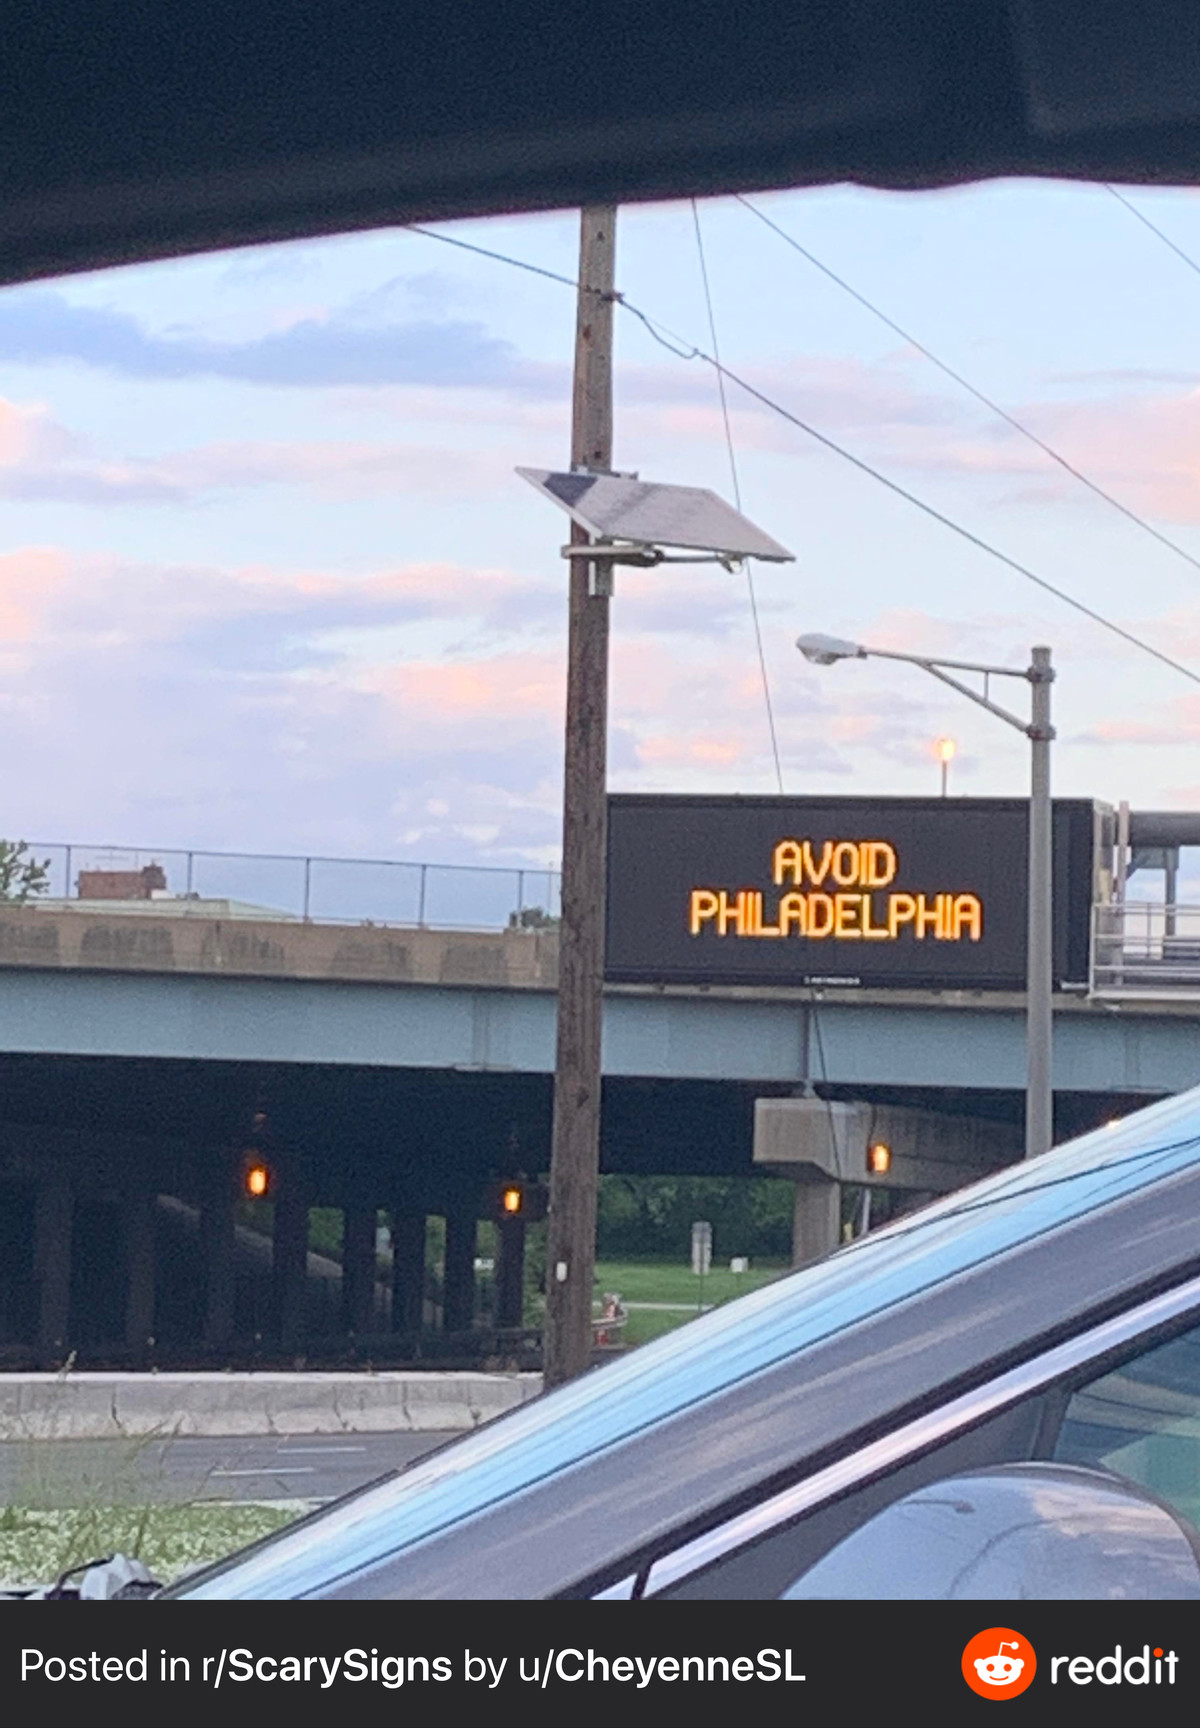 AVOID
PHILADELPHIA
Posted in r/ScarySigns by u/CheyenneSL
reddit